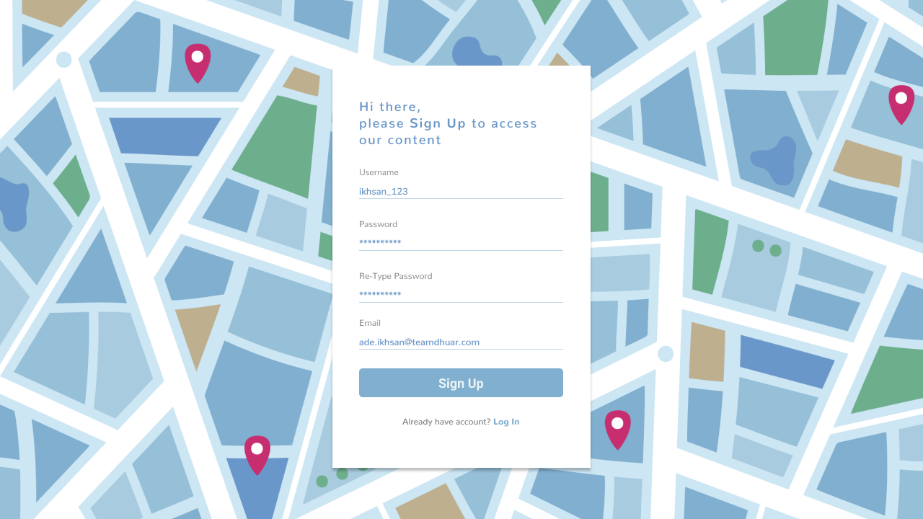 Hi there,
please Sign Up to access
our content
Username
ikhsan_123
Password
**********
Re-Type Password
**********
Email
ade.ikhsan@teamdhuar.com
Sign Up
Already have account? Log In